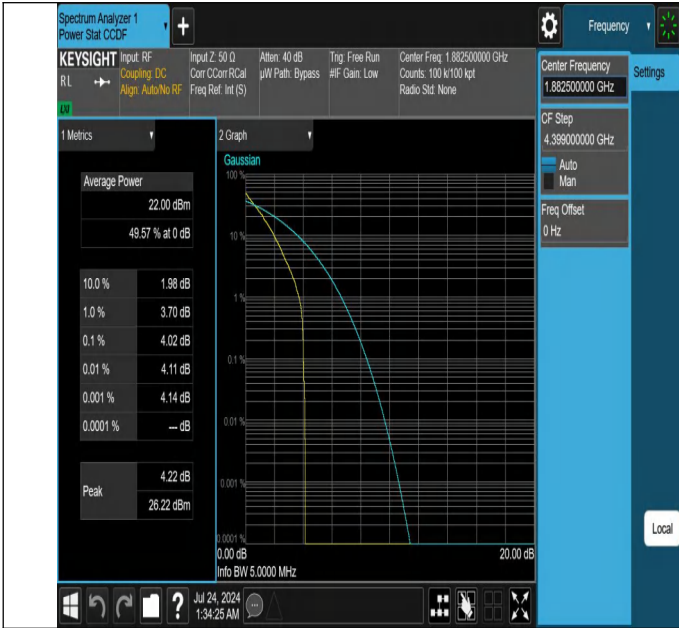 Spectrum Analyzer 1
Power Stat CCDF
Frequency
KEYSIGHT
RL
LXI
Input: RF
Coupling: DC
Align: Auto/No RF
Input Z: 50 Ω
Corr CCorr RCal
Freq Ref: Int (S)
Atten: 40 dB
µW Path: Bypass
Trig: Free Run
#IF Gain: Low
Center Freq: 1.882500000 GHz
Counts: 100 k/100 kpt
Radio Std: None
Center Frequency
1.882500000 GHz
Settings
CF Step
4.399000000 GHz
Auto
Man
Freq Offset
0 Hz
1 Metrics
Average Power
22.00 dBm
49.57 % at 0 dB
10.0 % 1.98 dB
1.0 % 3.70 dB
0.1 % 4.02 dB
0.01 % 4.11 dB
0.001 % 4.14 dB
0.0001 % --- dB
Peak
4.22 dB
26.22 dBm
2 Graph
Gaussian
100 %
10 %
1 %
0.1 %
0.01 %
0.001 %
0.0001 %
0.00 dB 20.00 dB
Info BW 5.0000 MHz
Local
?
Jul 24, 2024
1:34:25 AM